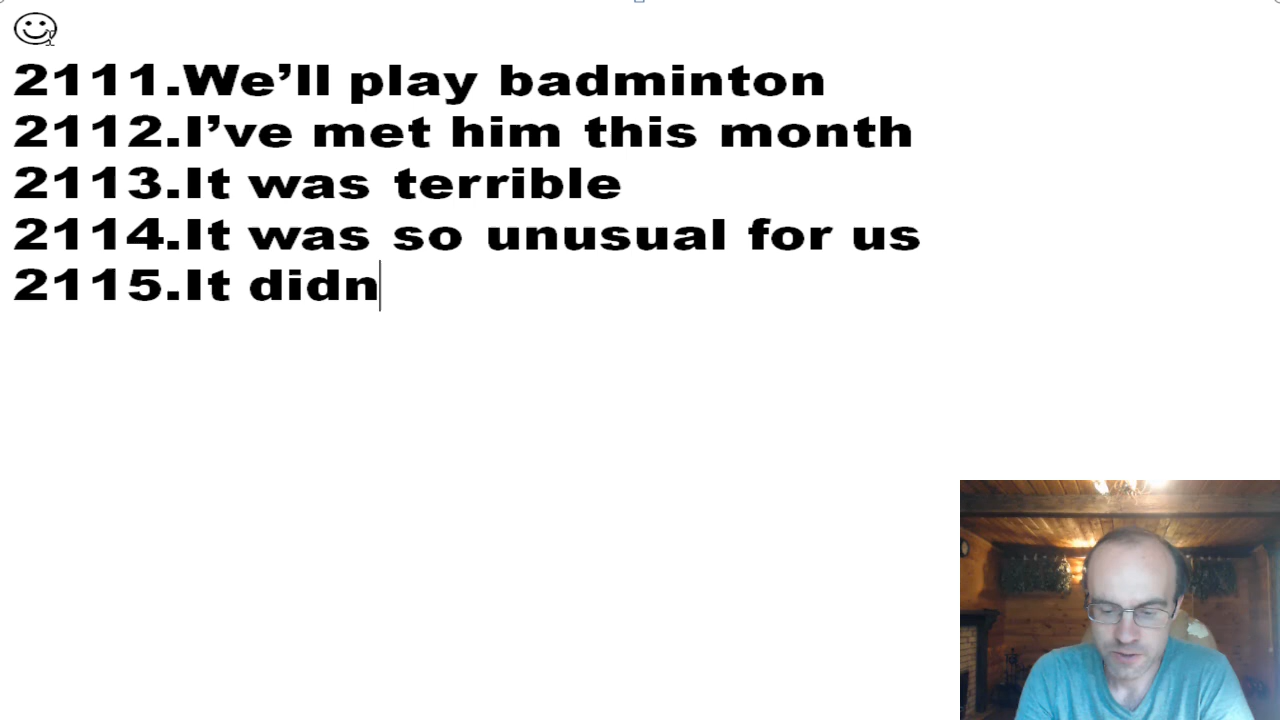 2111.We’ll play badminton
2112.I’ve met him this month
2113.It was terrible
2114.It was so unusual for us
2115.It didn